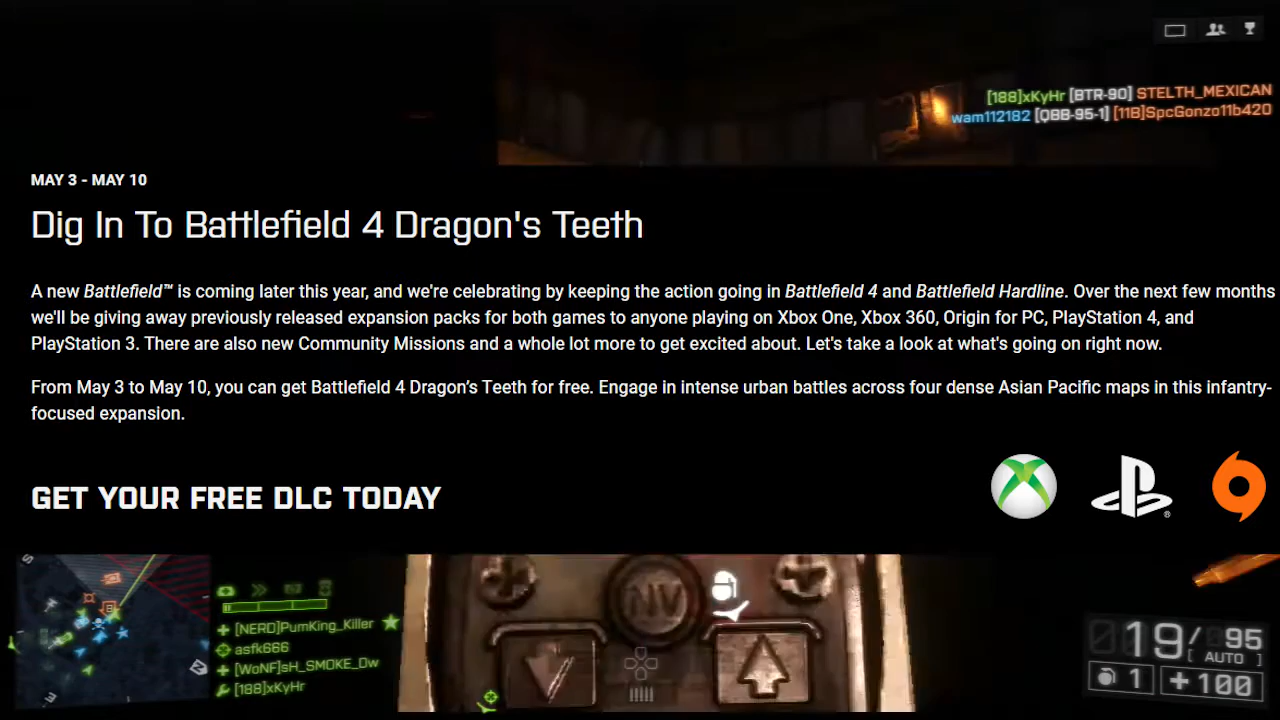 [188]xKyHr [BTR-90] STELTH_MEXICAN
wam112182 [QBB-95-1] [11B]SpcGonzo11b420
MAY 3 - MAY 10
Dig In To Battlefield 4 Dragon's Teeth
A new Battlefield™ is coming later this year, and we're celebrating by keeping the action going in Battlefield 4 and Battlefield Hardline. Over the next few months
we'll be giving away previously released expansion packs for both games to anyone playing on Xbox One, Xbox 360, Origin for PC, PlayStation 4, and
PlayStation 3. There are also new Community Missions and a whole lot more to get excited about. Let's take a look at what's going on right now.
From May 3 to May 10, you can get Battlefield 4 Dragon’s Teeth for free. Engage in intense urban battles across four dense Asian Pacific maps in this infantry-
focused expansion.
GET YOUR FREE DLC TODAY
[NERD]PumKing_Killer
asfk666
[WoNF]sH_SMOKE_Dw
[188]xKyHr
NV
019/ 095
[ AUTO ]
1 +100